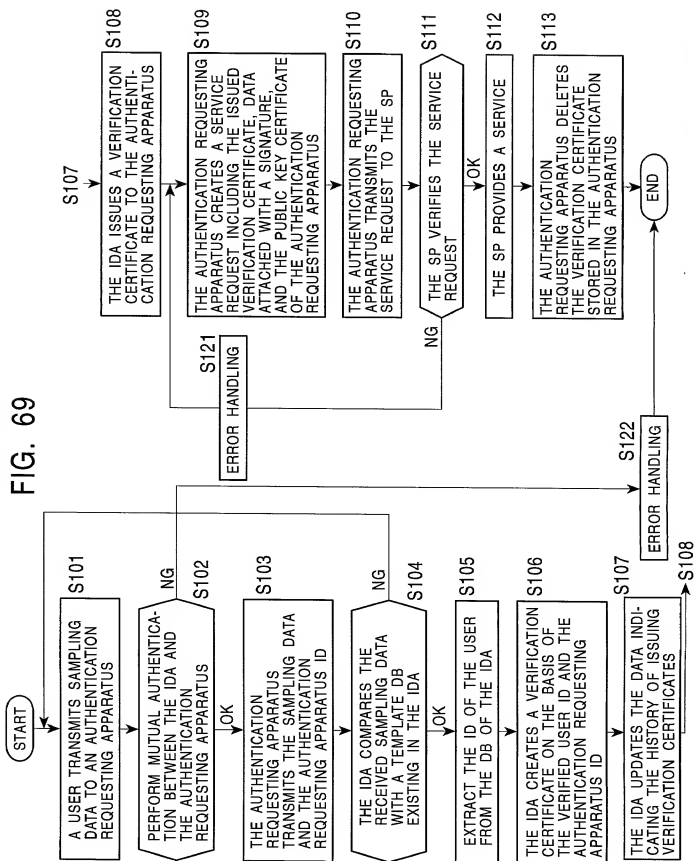 FIG. 69
START
A USER TRANSMITS SAMPLING
DATA TO AN AUTHENTICATION
REQUESTING APPARATUS
S101
PERFORM MUTUAL AUTHENTICA-
TION BETWEEN THE IDA AND
THE AUTHENTICATION
REQUESTING APPARATUS
NG
S102
OK
THE AUTHENTICATION
REQUESTING APPARATUS
TRANSMITS THE SAMPLING DATA
AND THE AUTHENTICATION
REQUESTING APPARATUS ID
S103
THE IDA COMPARES THE
RECEIVED SAMPLING DATA
WITH A TEMPLATE DB
EXISTING IN THE IDA
NG
S104
OK
EXTRACT THE ID OF THE USER
FROM THE DB OF THE IDA
S105
THE IDA CREATES A VERIFICATION
CERTIFICATE ON THE BASIS OF
THE VERIFIED USER ID AND THE
AUTHENTICATION REQUESTING
APPARATUS ID
S106
THE IDA UPDATES THE DATA INDI-
CATING THE HISTORY OF ISSUING
VERIFICATION CERTIFICATES
S107
S108
S107
THE IDA ISSUES A VERIFICATION
CERTIFICATE TO THE AUTHENTI-
CATION REQUESTING APPARATUS
S108
THE AUTHENTICATION REQUESTING
APPARATUS CREATES A SERVICE
REQUEST INCLUDING THE ISSUED
VERIFICATION CERTIFICATE, DATA
ATTACHED WITH A SIGNATURE,
AND THE PUBLIC KEY CERTIFICATE
OF THE AUTHENTICATION
REQUESTING APPARATUS
S109
THE AUTHENTICATION REQUESTING
APPARATUS TRANSMITS THE
SERVICE REQUEST TO THE SP
S110
THE SP VERIFIES THE SERVICE
REQUEST
S111
NG
OK
S121
ERROR HANDLING
THE SP PROVIDES A SERVICE
S112
THE AUTHENTICATION
REQUESTING APPARATUS DELETES
THE VERIFICATION CERTIFICATE
STORED IN THE AUTHENTICATION
REQUESTING APPARATUS
S113
S122
ERROR HANDLING
END